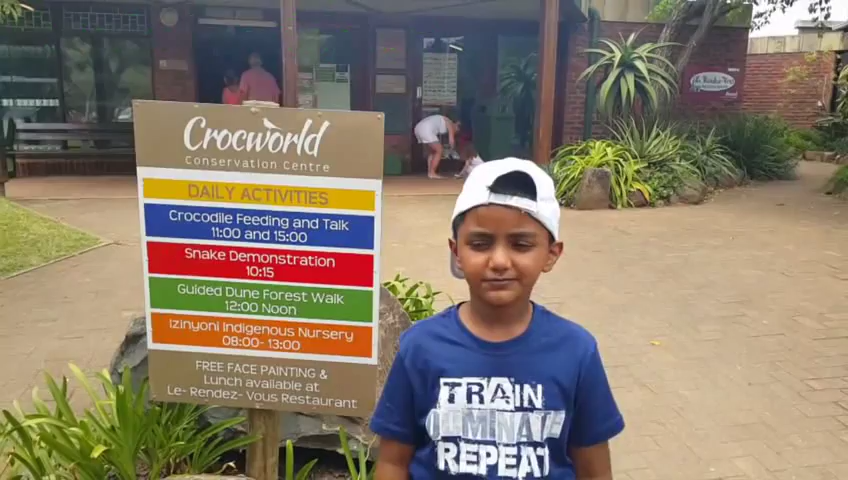 Crocworld
Conservation Centre
DAILY ACTIVITIES
Crocodile Feeding and Talk
11:00 and 15:00
Snake Demonstration
10:15
Guided Dune Forest Walk
12:00 Noon
Izinyoni Indigenous Nursery
08:00- 13:00
FREE FACE PAINTING &
Lunch available at
Le- Rendez- Vous Restaurant
TRAIN
REPEAT